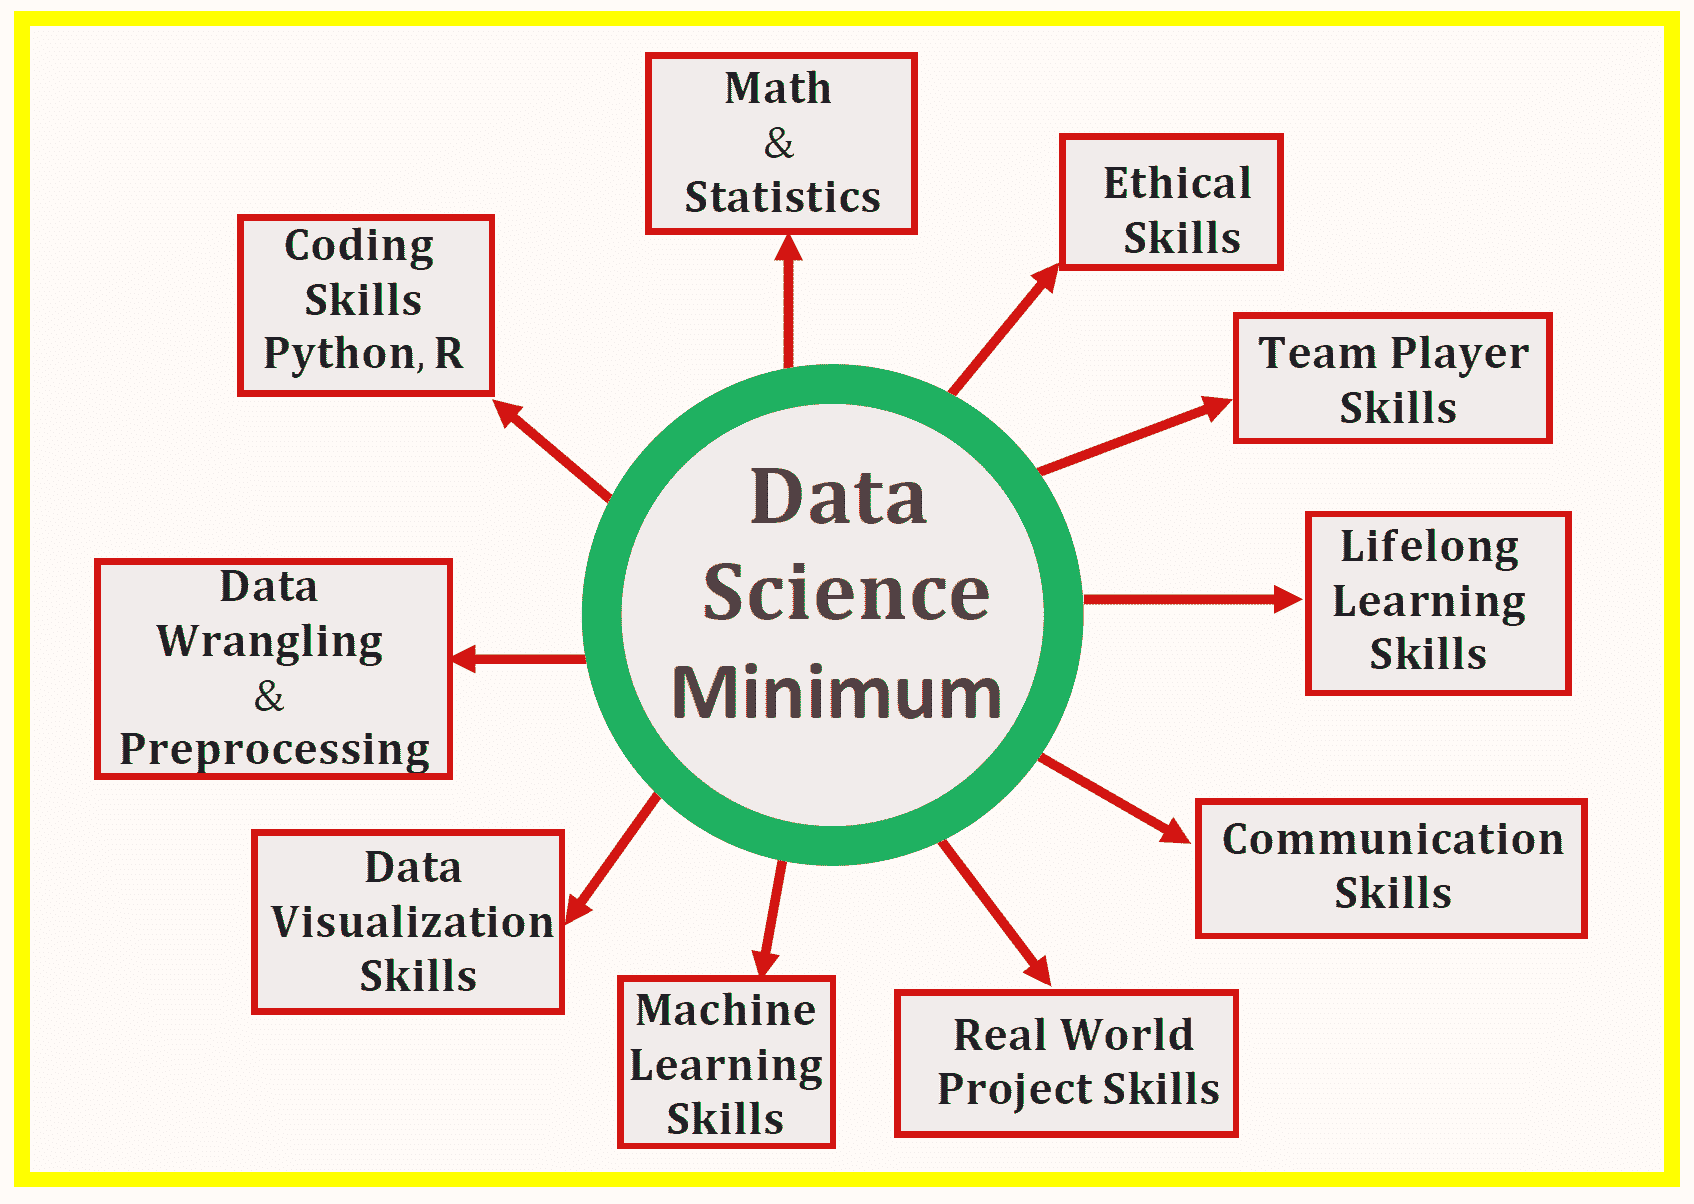 Math
&
Statistics
Ethical
Skills
Team Player
Skills
Lifelong
Learning
Skills
Communication
Skills
Real World
Project Skills
Machine
Learning
Skills
Data
Visualization
Skills
Data
Wrangling
&
Preprocessing
Coding
Skills
Python, R
Data
Science
Minimum